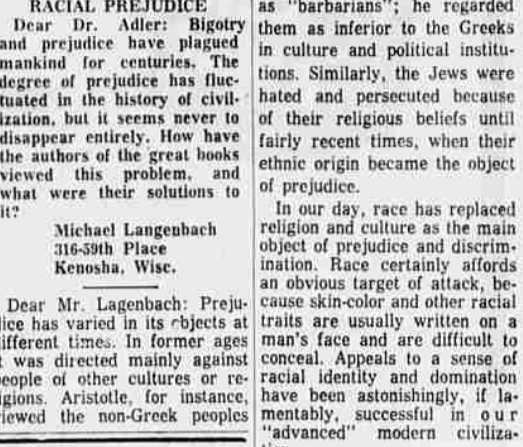 RACIAL PREJUDICE
Dear Dr. Adler: Bigotry
and prejudice have plagued
mankind for centuries. The
degree of prejudice has fluc-
tuated in the history of civil-
ization, but it seems never to
disappear entirely. How have
the authors of the great books
viewed this problem, and
what were their solutions to
it?
Michael Langenbach
316-59th Place
Kenosha, Wisc.
Dear Mr. Lagenbach: Preju-
dice has varied in its objects at
different times. In former ages
it was directed mainly against
people of other cultures or re-
ligions. Aristotle, for instance,
viewed the non-Greek peoples
as "barbarians"; he regarded
them as inferior to the Greeks
in culture and political institu-
tions. Similarly, the Jews were
hated and persecuted because
of their religious beliefs until
fairly recent times, when their
ethnic origin became the object
of prejudice.
In our day, race has replaced
religion and culture as the main
object of prejudice and discrim-
ination. Race certainly affords
an obvious target of attack, be-
cause skin-color and other racial
traits are usually written on a
man's face and are difficult to
conceal. Appeals to a sense of
racial identity and domination
have been astonishingly, if la-
mentably, successful in our
"advanced" modern civiliza-